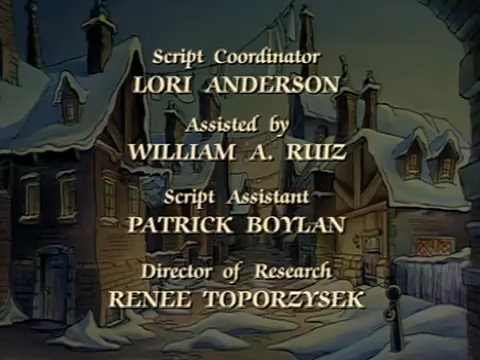 Script Coordinator
LORI ANDERSON
Assisted by
WILLIAM A. RUIZ
Script Assistant
PATRICK BOYLAN
Director of Research
RENEE TOPORZYSEK